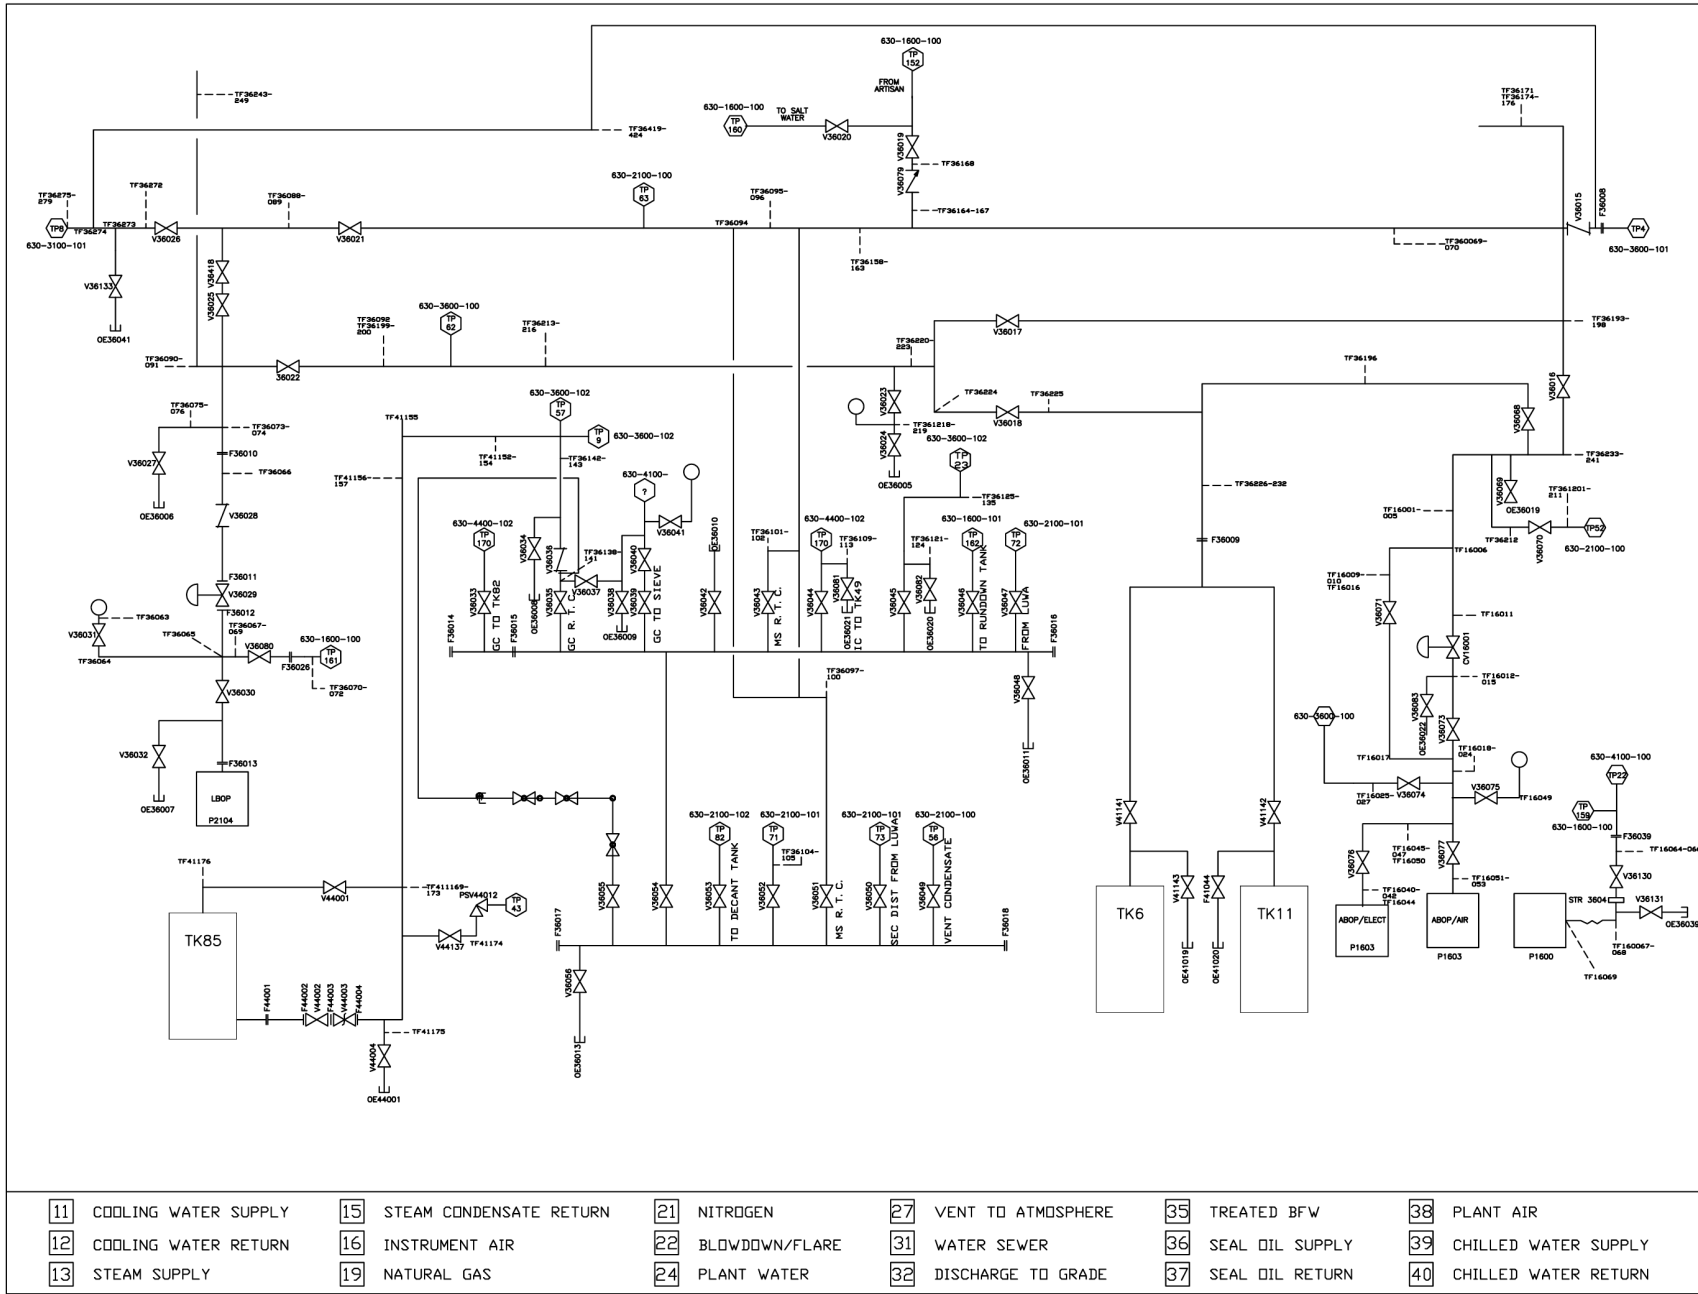 630-1600-100
TP
152
FROM
ARTISAN
TF36243-
249
630-1600-100
TO SALT
WATER
TP
160
V36020
V36019
TF36171
TF36174-
176
TF36419-
424
TF36168
V36079
630-2100-100
TP
63
TF36275-
279
TF36272
TF36088-
089
TF36095-
096
TF36164-167
V36015
F36008
TP8
TF36274
TF36273
630-3100-101
V36026
V36021
TF36094
TF36158-
163
TF360069-
070
TP4
630-3600-101
V36133
V36418
V36025
OE36041
630-3600-100
TP
62
TF36092
TF36199-
200
TF36213-
216
V36017
TF36193-
198
TF36220-
223
TF36090-
091
36022
TF36196
V36016
630-3600-102
TP
57
V36023
TF36224
TF36225
V36018
V36068
TF36075-
076
TF36073-
074
TF41155
TP
9
630-3600-102
TF361218-
219
V36024
630-3600-102
TP
23
V36027
F36010
TF36066
TF41152-
154
TF36142-
143
TF41156-
157
630-4100-
?
OE36005
TF36233-
241
V36069
OE36019
TF361201-
211
TF36226-232
OE36006
V36028
630-4400-102
TP
170
V36034
V36036
TF36138-
141
V36040
V36041
OE36010
TF36101-
102
630-4400-102
TP
170
TF36109-
113
TF36125-
135
TF36121-
124
630-1600-101
TP
162
630-2100-101
TP
72
F36009
TF16001-
005
TF36212
V36070
TP52
630-2100-100
TF16006
F36011
V36029
F36012
V36033
V36035
V36037
V36038
V36039
V36042
V36043
V36044
V36081
V36045
V36082
V36046
V36047
TF16009-
010
TF16016
V36071
TF16011
V36031
TF36063
TF36065
TF36067-
069
V36080
630-1600-100
TP
161
F36026
TF36064
TF36070-
072
F36014
F36015
GC TO TK82
OE36008
GC R. T. C.
OE36009
GC TO SIEVE
MS R. T. C.
OE36021
IC TO TK49
OE36020
TO RUNDOWN TANK
FROM LUWA
F36016
CV16001
V36030
TF36097-
100
V36048
TF16012-
015
V36083
OE36022
V36073
V36032
F36013
OE36007
LBOP
P2104
OE36011
630-3600-100
TF16017
TF16018-
024
TF16025-
027
V36074
V36075
TF16049
630-4100-100
TP22
TP
159
630-1600-100
F36039
TF16064-066
V41141
V41142
630-2100-102
TP
82
630-2100-101
TP
71
TF36104-
105
630-2100-101
TP
73
630-2100-100
TP
56
TF16045-
047
TF16050
V36076
V36077
TF41176
V44001
TF411169-
173
PSV44012
TP
43
V44137
TF41174
V36055
V36054
V36053
TO DECANT TANK
V36052
V36051
MS R. T. C.
V36050
SEC DIST FROM LUWA
V36049
VENT CONDENSATE
F36017
F36018
V41143
F41044
TF16040-
042
TF16044
TF16051-
053
V36130
STR 3604
V36131
OE36039
TK85
TK6
TK11
ABOP/ELECT
P1603
ABOP/AIR
P1603
P1600
TF160067-
068
TF16069
V36056
OE36013
OE41019
OE41020
F44001
F44002
V44002
F44003
V44003
F44004
V44004
TF41175
OE44001
11 COOLING WATER SUPPLY
15 STEAM CONDENSATE RETURN
21 NITROGEN
27 VENT TO ATMOSPHERE
35 TREATED BFW
38 PLANT AIR
12 COOLING WATER RETURN
16 INSTRUMENT AIR
22 BLOWDOWN/FLARE
31 WATER SEWER
36 SEAL OIL SUPPLY
39 CHILLED WATER SUPPLY
13 STEAM SUPPLY
19 NATURAL GAS
24 PLANT WATER
32 DISCHARGE TO GRADE
37 SEAL OIL RETURN
40 CHILLED WATER RETURN